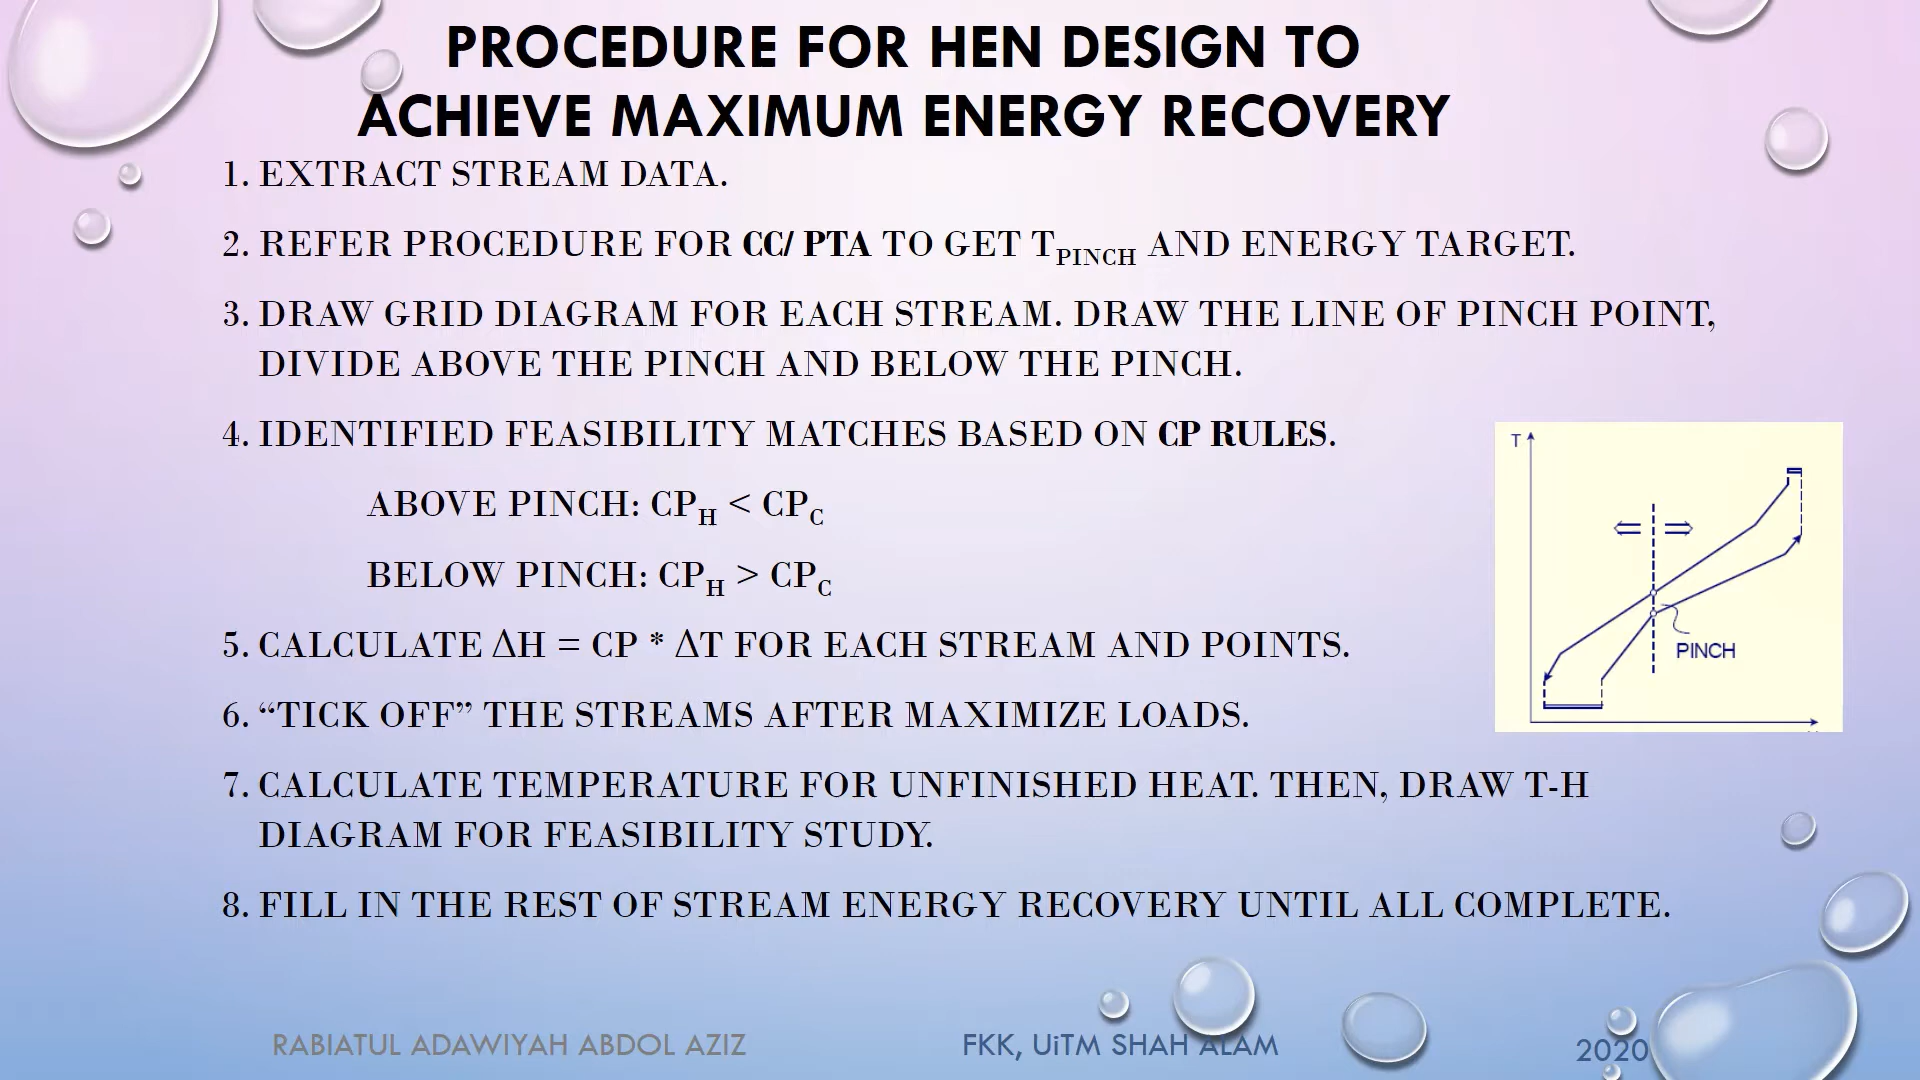 PROCEDURE FOR HEN DESIGN TO
ACHIEVE MAXIMUM ENERGY RECOVERY
1. EXTRACT STREAM DATA.
2. REFER PROCEDURE FOR CC/ PTA TO GET TPINCH AND ENERGY TARGET.
3. DRAW GRID DIAGRAM FOR EACH STREAM. DRAW THE LINE OF PINCH POINT,
DIVIDE ABOVE THE PINCH AND BELOW THE PINCH.
4. IDENTIFIED FEASIBILITY MATCHES BASED ON CP RULES.
ABOVE PINCH: CPH < CPC
BELOW PINCH: CPH > CPC
5. CALCULATE ΔH = CP * ΔT FOR EACH STREAM AND POINTS.
6. “TICK OFF” THE STREAMS AFTER MAXIMIZE LOADS.
7. CALCULATE TEMPERATURE FOR UNFINISHED HEAT. THEN, DRAW T-H
DIAGRAM FOR FEASIBILITY STUDY.
8. FILL IN THE REST OF STREAM ENERGY RECOVERY UNTIL ALL COMPLETE.
T
PINCH
RABIATUL ADAWIYAH ABDOL AZIZ
FKK, UiTM SHAH ALAM
2020